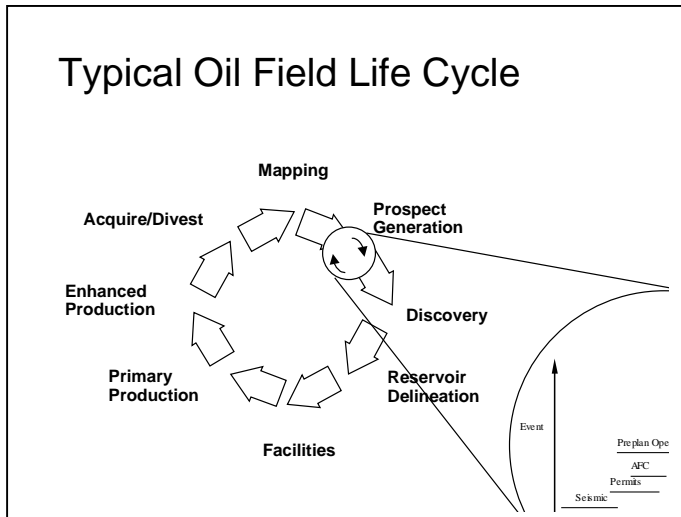 Typical Oil Field Life Cycle
Mapping
Prospect
Generation
Acquire/Divest
Enhanced
Production
Discovery
Primary
Production
Reservoir
Delineation
Facilities
Event
Preplan Ope
AFC
Permits
Seismic